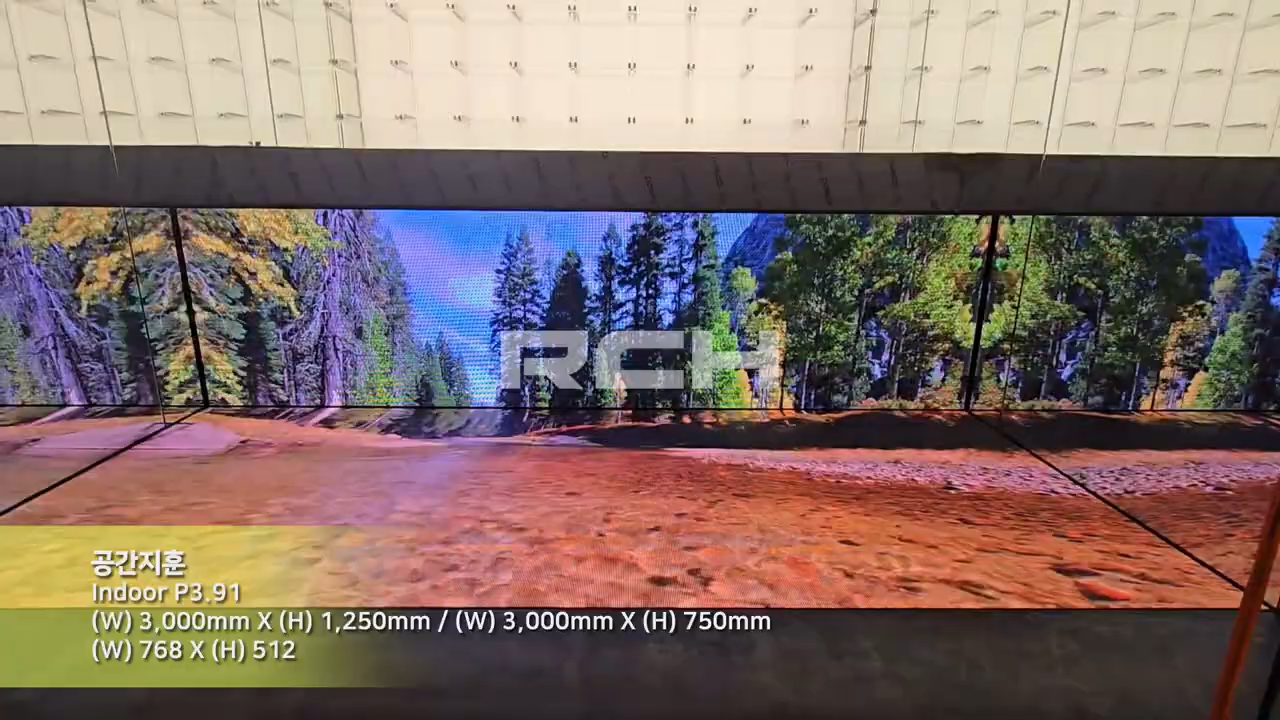 RCH
공간지훈
Indoor P3.91
(W) 3,000mm X (H) 1,250mm / (W) 3,000mm X (H) 750mm
(W) 768 X (H) 512